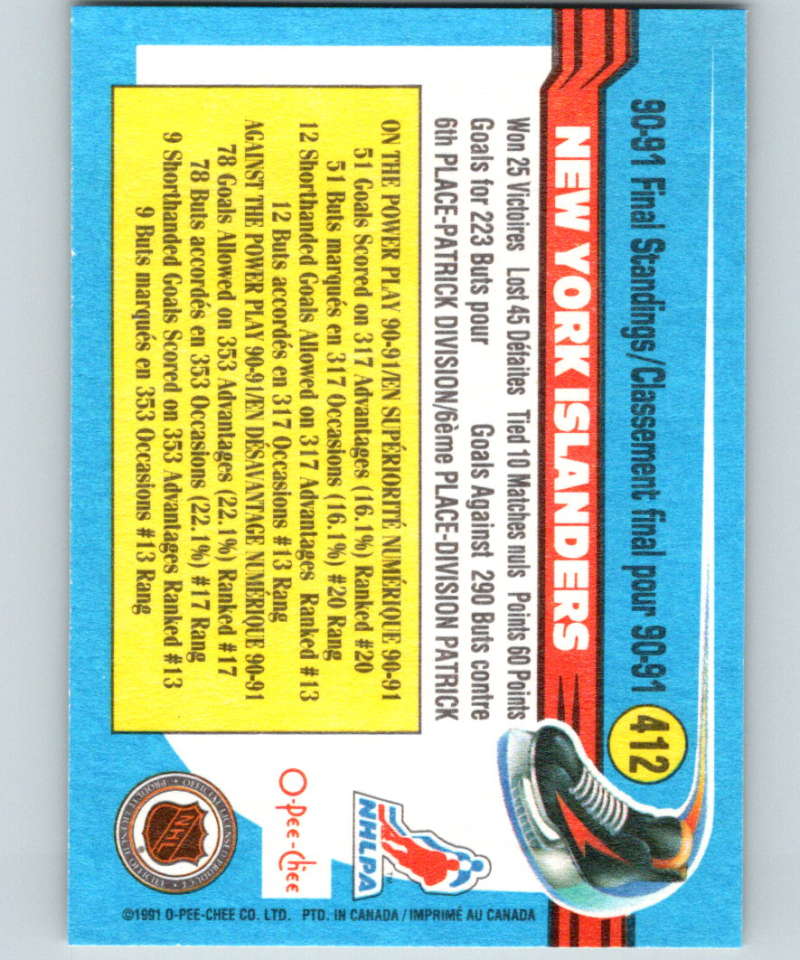 90-91 Final Standings/Classement final pour 90-91
412
NEW YORK ISLANDERS
Won 25 Victoires Lost 45 Défaites Tied 10 Matches nuls Points 60 Points
Goals for 223 Buts pour Goals Against 290 Buts contre
6th PLACE-PATRICK DIVISION/6ème PLACE-DIVISION PATRICK
ON THE POWER PLAY 90-91/EN SUPÉRIORITÉ NUMÉRIQUE 90-91
51 Goals Scored on 317 Advantages (16.1%) Ranked #20
51 Buts marqués en 317 Occasions (16.1%) #20 Rang
12 Shorthanded Goals Allowed on 317 Advantages Ranked #13
12 Buts accordés en 317 Occasions #13 Rang
AGAINST THE POWER PLAY 90-91/EN DÉSAVANTAGE NUMÉRIQUE 90-91
78 Goals Allowed on 353 Advantages (22.1%) Ranked #17
78 Buts accordés en 353 Occasions (22.1%) #17 Rang
9 Shorthanded Goals Scored on 353 Advantages Ranked #13
9 Buts marqués en 353 Occasions #13 Rang
NHLPA
TM
O-Pee-Chee
OFFICIAL LICENSED PRODUCT
NHL
®
©1991 O-PEE-CHEE CO. LTD. PTD. IN CANADA / IMPRIMÉ AU CANADA